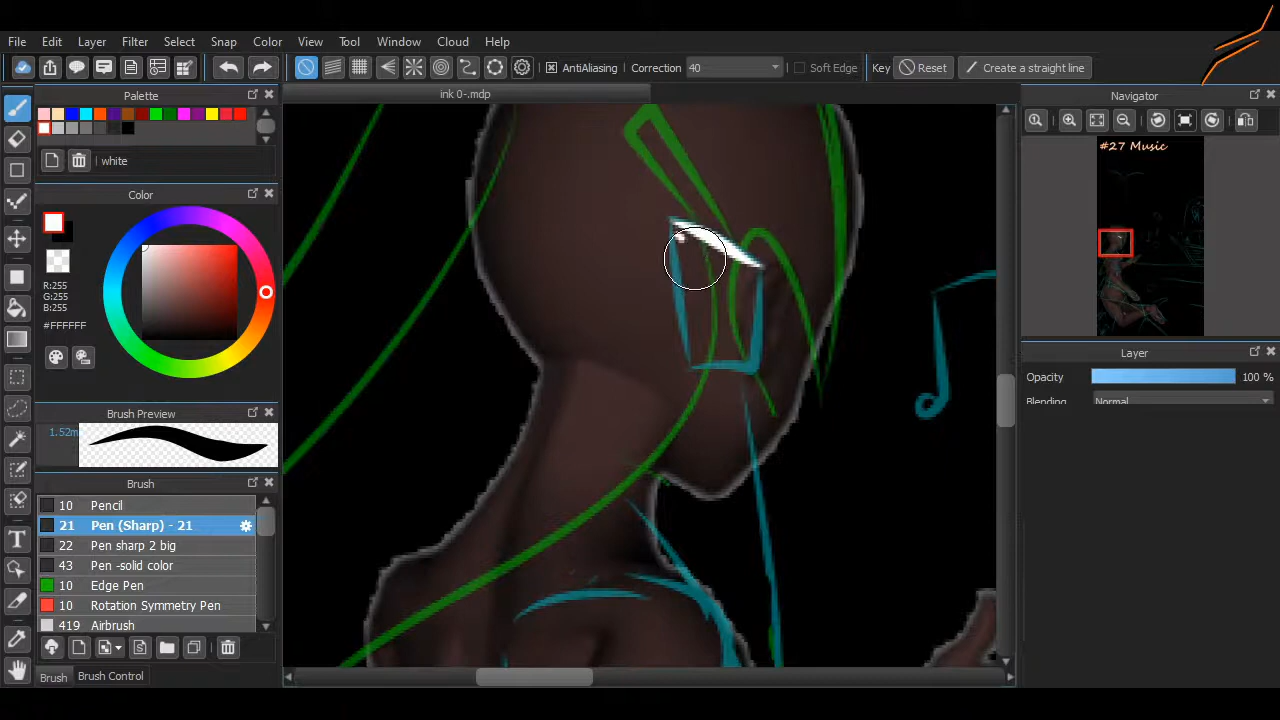 File Edit Layer Filter Select Snap Color View Tool Window Cloud Help
AntiAliasing Correction 40 Soft Edge Key Reset Create a straight line
Palette
ink 0-.mdp
Navigator
white
#27 Music
Color
R:255
G:255
B:255
#FFFFFF
Layer
Opacity 100 %
Blending Normal
Brush Preview
1.52m
Brush
10 Pencil
21 Pen (Sharp) - 21
22 Pen sharp 2 big
43 Pen -solid color
10 Edge Pen
10 Rotation Symmetry Pen
419 Airbrush
Brush Brush Control